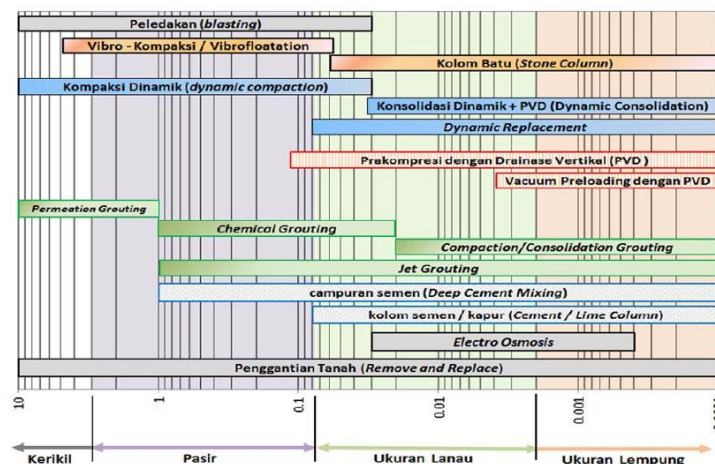 Peledakan (blasting)
Vibro - Kompaksi / Vibrofloatation
Kolom Batu (Stone Column)
Kompaksi Dinamik (dynamic compaction)
Konsolidasi Dinamik + PVD (Dynamic Consolidation)
Dynamic Replacement
Prakompresi dengan Drainase Vertikal (PVD)
Vacuum Preloading dengan PVD
Permeation Grouting
Chemical Grouting
Compaction/Consolidation Grouting
Jet Grouting
campuran semen (Deep Cement Mixing)
kolom semen / kapur (Cement / Lime Column)
Electro Osmosis
Penggantian Tanah (Remove and Replace)
10 1 0.1 0.01 0.001
Kerikil Pasir Ukuran Lanau Ukuran Lempung